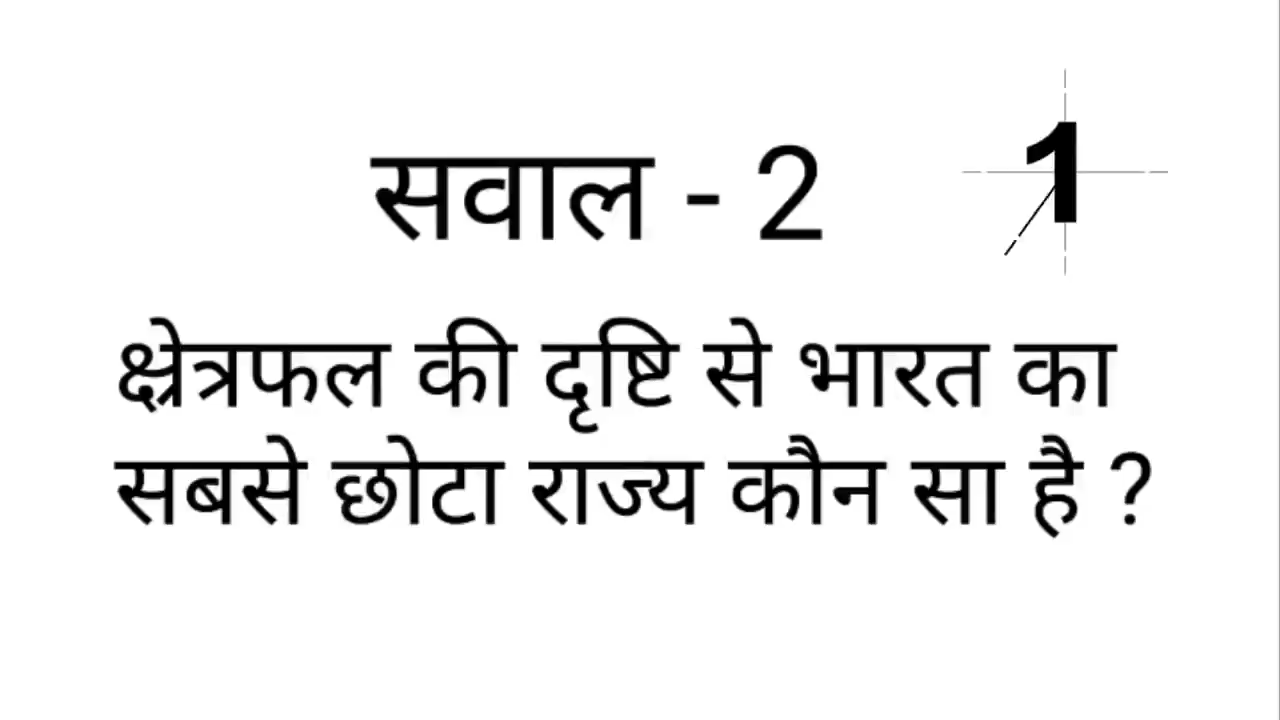 सवाल - 2
1
क्ष्रेत्रफल की दृष्टि से भारत का
सबसे छोटा राज्य कौन सा है ?